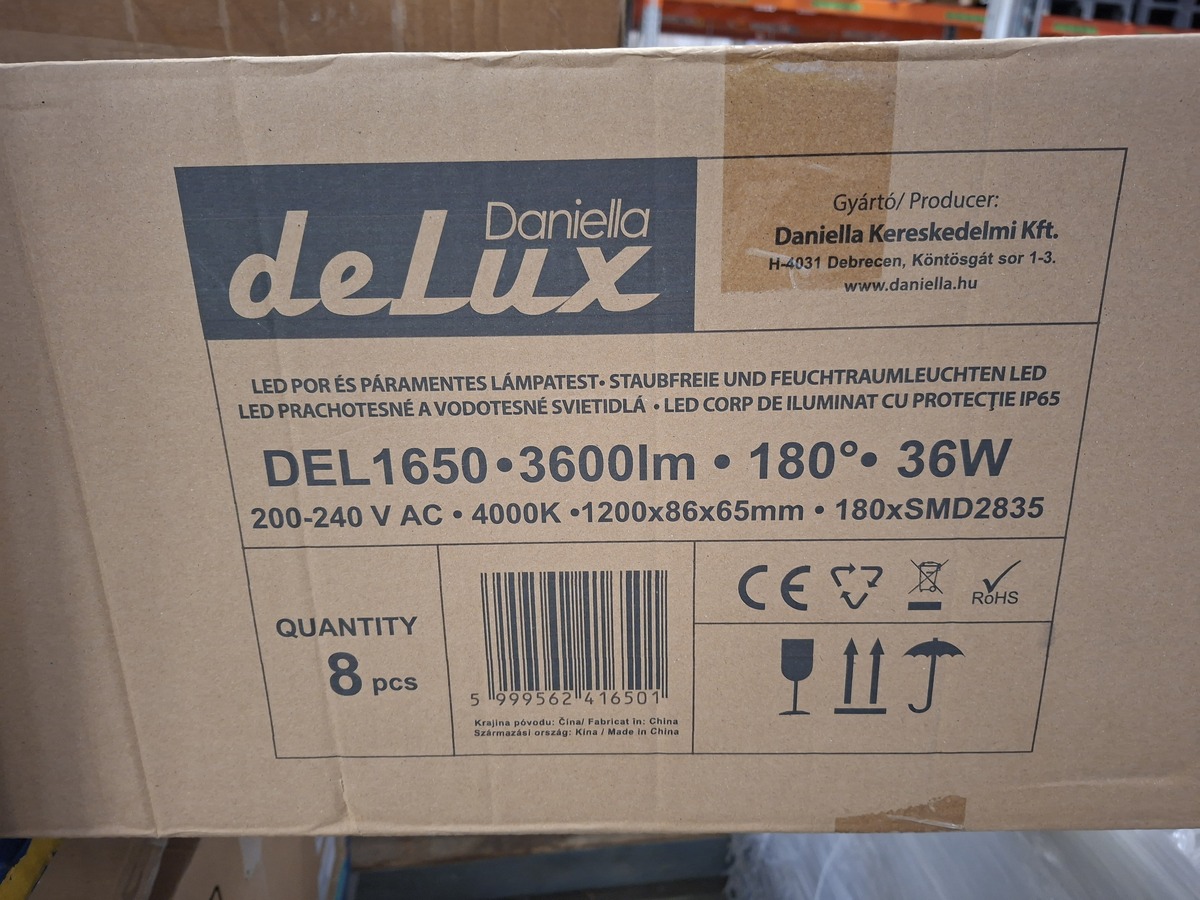 Daniella
deLux
Gyártó/ Producer:
Daniella Kereskedelmi Kft.
H-4031 Debrecen, Köntösgát sor 1-3.
www.daniella.hu
LED POR ÉS PÁRAMENTES LÁMPATEST• STAUBFREIE UND FEUCHTRAUMLEUCHTEN LED
LED PRACHOTESNÉ A VODOTESNÉ SVIETIDLÁ • LED CORP DE ILUMINAT CU PROTECŢIE IP65
DEL1650•3600lm • 180°• 36W
200-240 V AC • 4000K •1200x86x65mm • 180xSMD2835
QUANTITY
8 pcs
5 999562 416501
Krajina póvodu: Čína/ Fabricat în: China
Származási ország: Kína / Made in China
CE
RoHS